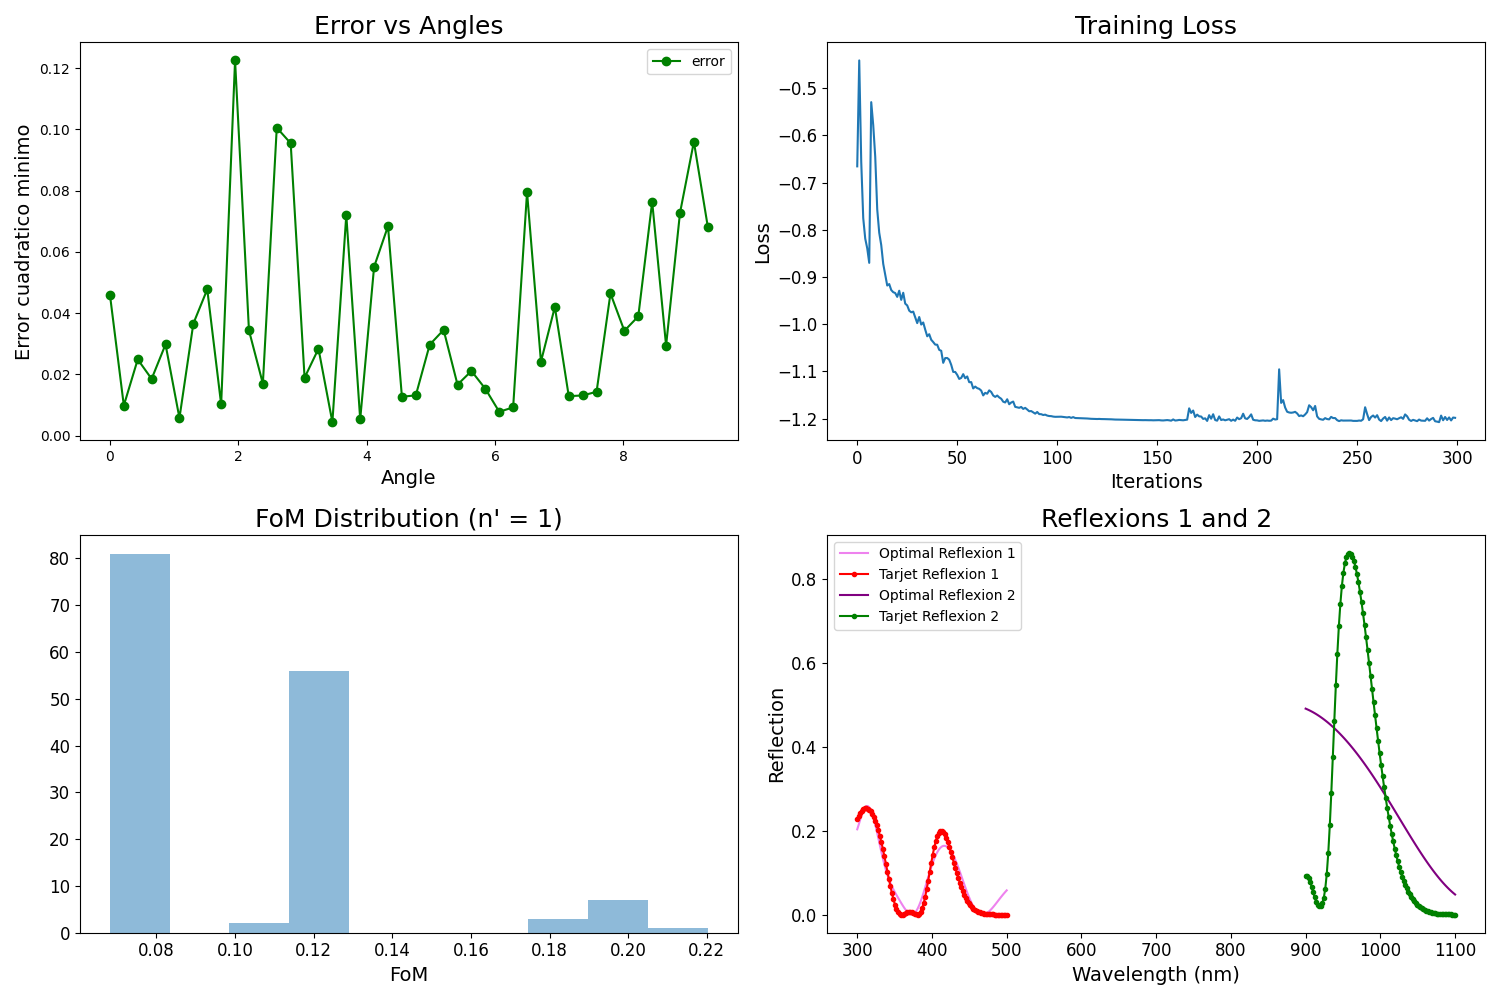 Error vs Angles
error
0.12
0.10
0.08
0.06
0.04
0.02
0.00
Error cuadratico minimo
0 2 4 6 8
Angle
Training Loss
−0.5
−0.6
−0.7
−0.8
−0.9
−1.0
−1.1
−1.2
Loss
0 50 100 150 200 250 300
Iterations
FoM Distribution (n' = 1)
80
70
60
50
40
30
20
10
0
0.08 0.10 0.12 0.14 0.16 0.18 0.20 0.22
FoM
Reflexions 1 and 2
Optimal Reflexion 1
Tarjet Reflexion 1
Optimal Reflexion 2
Tarjet Reflexion 2
0.8
0.6
0.4
0.2
0.0
Reflection
300 400 500 600 700 800 900 1000 1100
Wavelength (nm)